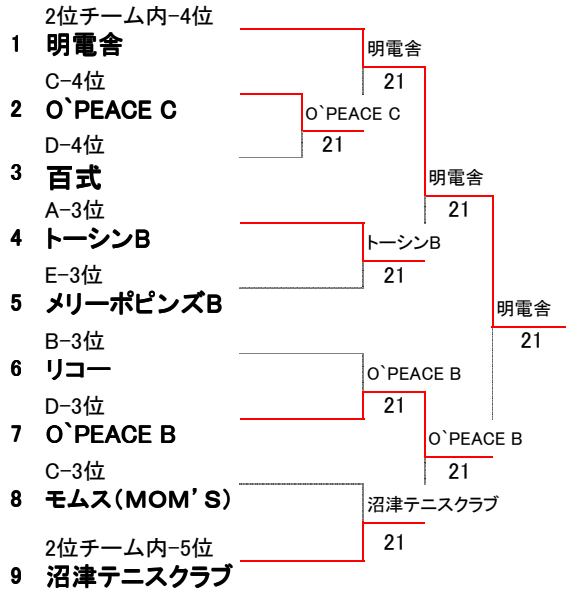 2位チーム内-4位
1 明電舎
明電舎
C-4位
21
2 O`PEACE C
O`PEACE C
D-4位
21
3 百式
明電舎
A-3位
21
4 トーシンB
トーシンB
E-3位
21
5 メリーポピンズB
明電舎
B-3位
21
6 リコー
O`PEACE B
D-3位
21
7 O`PEACE B
O`PEACE B
C-3位
21
8 モムス(MOM'S)
沼津テニスクラブ
2位チーム内-5位
21
9 沼津テニスクラブ